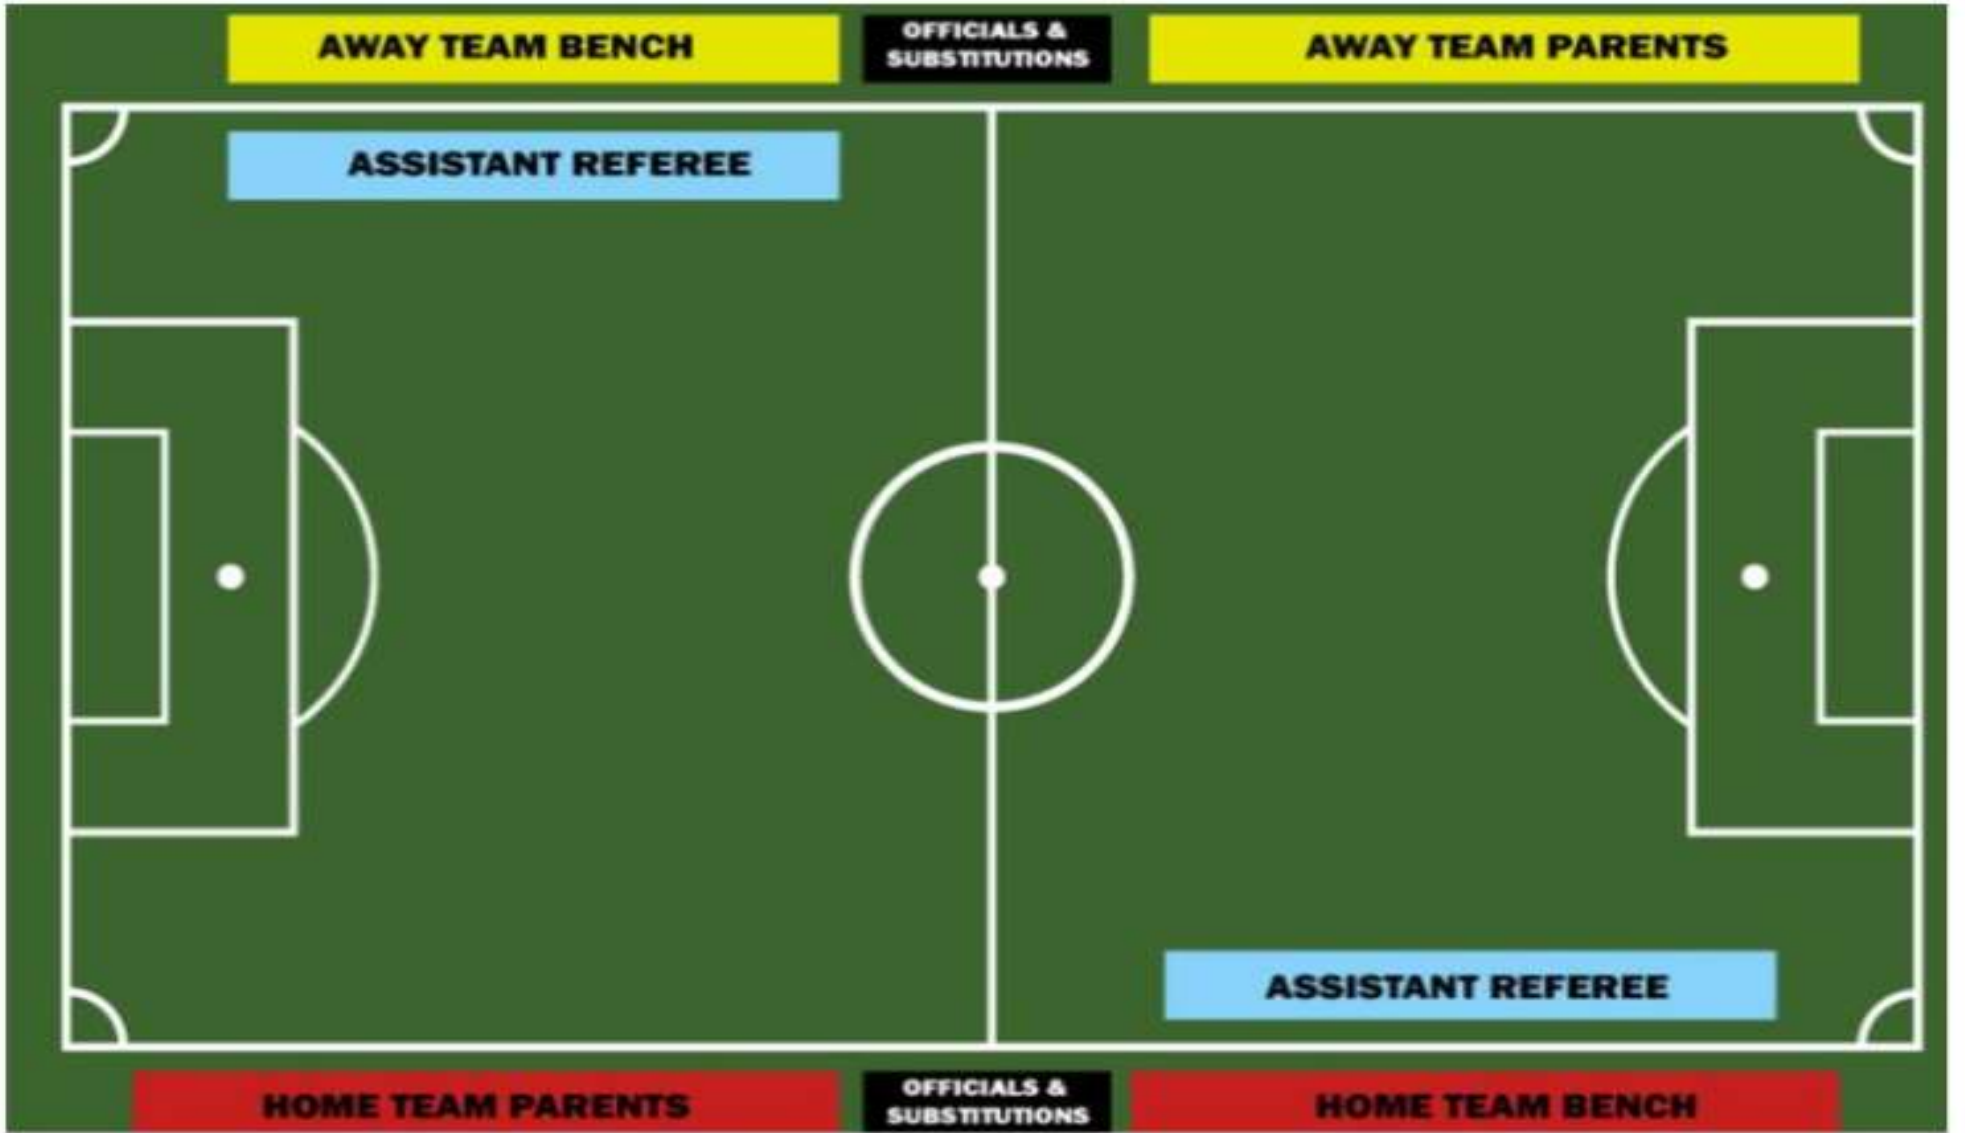 AWAY TEAM BENCH
OFFICIALS &
SUBSTITUTIONS
AWAY TEAM PARENTS
ASSISTANT REFEREE
ASSISTANT REFEREE
HOME TEAM PARENTS
OFFICIALS &
SUBSTITUTIONS
HOME TEAM BENCH